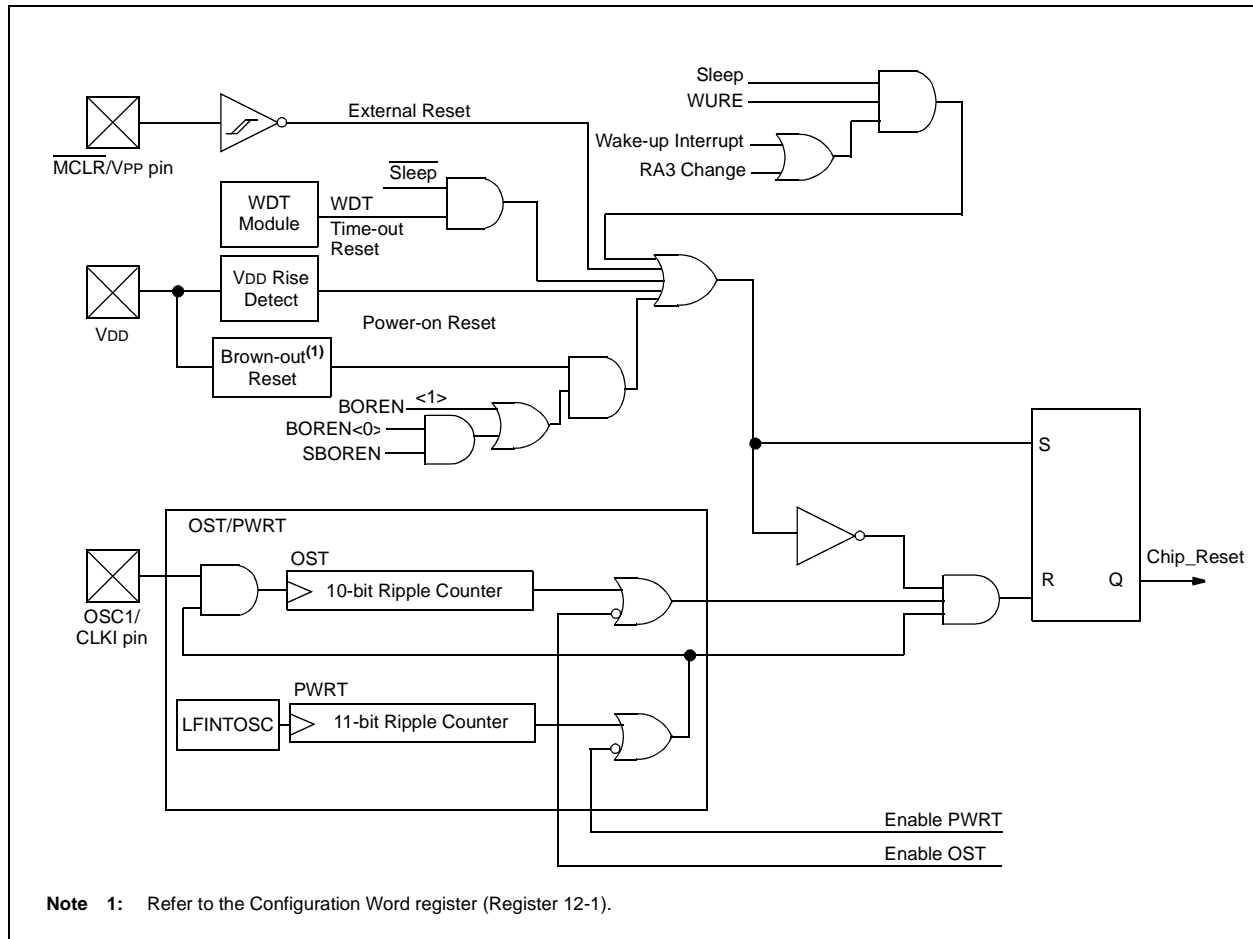 Sleep
WURE
Wake-up Interrupt
RA3 Change
External Reset
MCLR/VPP pin
Sleep
WDT
Module
WDT
Time-out
Reset
VDD Rise
Detect
VDD
Power-on Reset
Brown-out(1)
Reset
BOREN <1>
BOREN<0>
SBOREN
S
R Q
Chip_Reset
OST/PWRT
OST
10-bit Ripple Counter
OSC1/
CLKI pin
PWRT
LFINTOSC
11-bit Ripple Counter
Enable PWRT
Enable OST
Note 1: Refer to the Configuration Word register (Register 12-1).